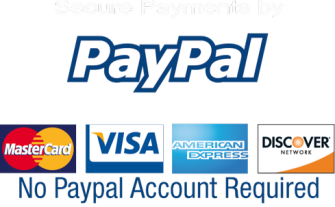 Secure Payments by
PayPal
MasterCard
VISA
AMERICAN
EXPRESS
DISCOVER
NETWORK
No Paypal Account Required